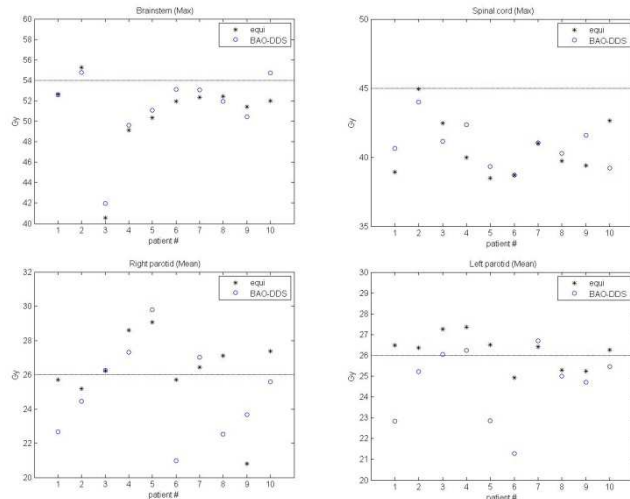 Brainstem (Max)
60
58
56
54
52
50
48
46
44
42
40
Gy
equi
BAO-DDS
1 2 3 4 5 6 7 8 9 10
patient #
Spinal cord (Max)
50
45
40
35
Gy
equi
BAO-DDS
1 2 3 4 5 6 7 8 9 10
patient #
Right parotid (Mean)
32
30
28
26
24
22
20
Gy
equi
BAO-DDS
1 2 3 4 5 6 7 8 9 10
patient #
Left parotid (Mean)
30
29
28
27
26
25
24
23
22
21
20
Gy
equi
BAO-DDS
1 2 3 4 5 6 7 8 9 10
patient #